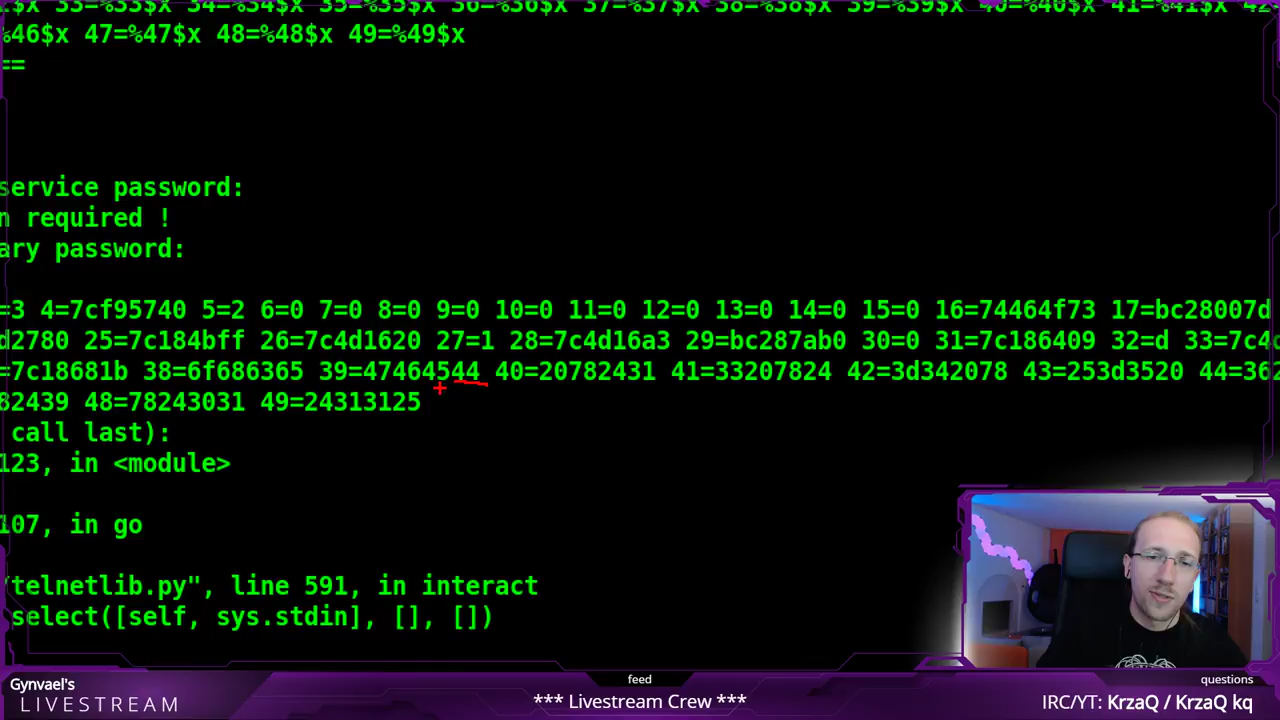 ($x 33=%33$x 34=%34$x 35=%35$x 36=%36$x 37=%37$x 38=%38$x 39=%39$x 40=%40$x 41=%41$x 42
%46$x 47=%47$x 48=%48$x 49=%49$x
==
service password:
n required !
ary password:
=3 4=7cf95740 5=2 6=0 7=0 8=0 9=0 10=0 11=0 12=0 13=0 14=0 15=0 16=74464f73 17=bc28007d
d2780 25=7c184bff 26=7c4d1620 27=1 28=7c4d16a3 29=bc287ab0 30=0 31=7c186409 32=d 33=7c4c
=7c18681b 38=6f686365 39=47464544 40=20782431 41=33207824 42=3d342078 43=253d3520 44=362
82439 48=78243031 49=24313125
call last):
123, in <module>
107, in go
/telnetlib.py", line 591, in interact
select([self, sys.stdin], [], [])
Gynvael's
LIVESTREAM
feed
*** Livestream Crew ***
questions
IRC/YT: KrzaQ / KrzaQ kq